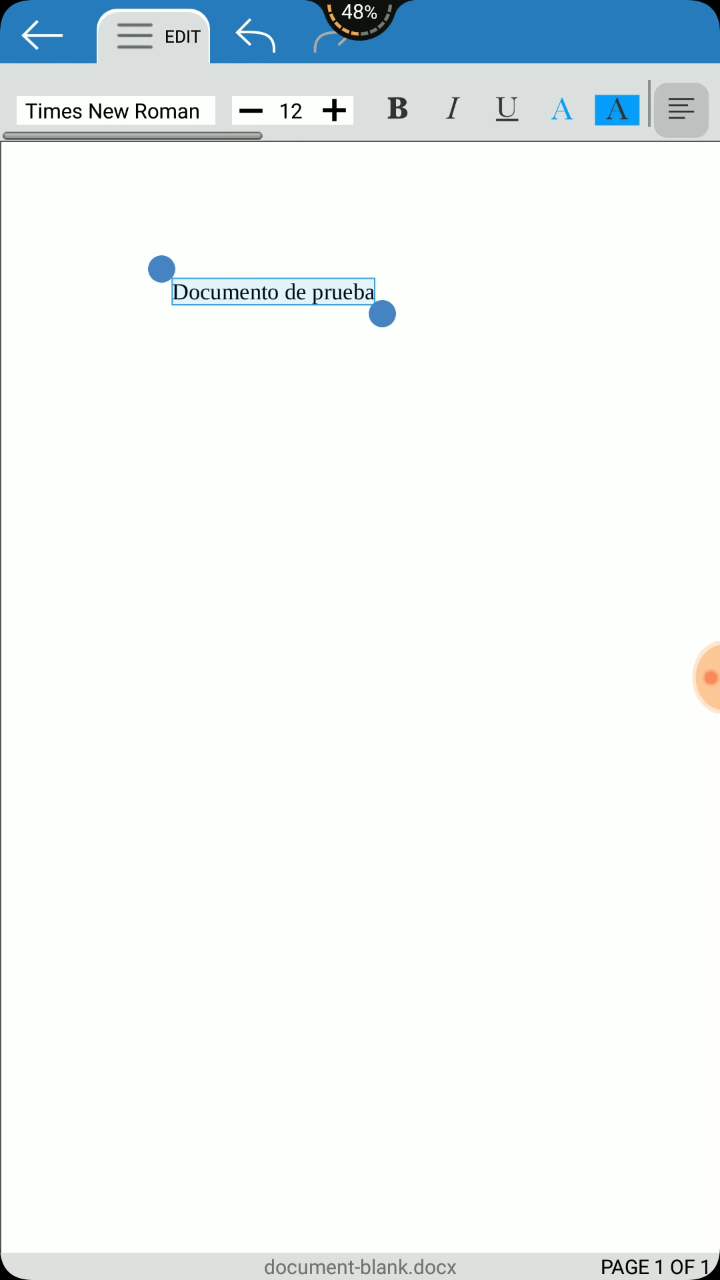 48%
EDIT
Times New Roman 12 B I U A A
Documento de prueba
document-blank.docx PAGE 1 OF 1